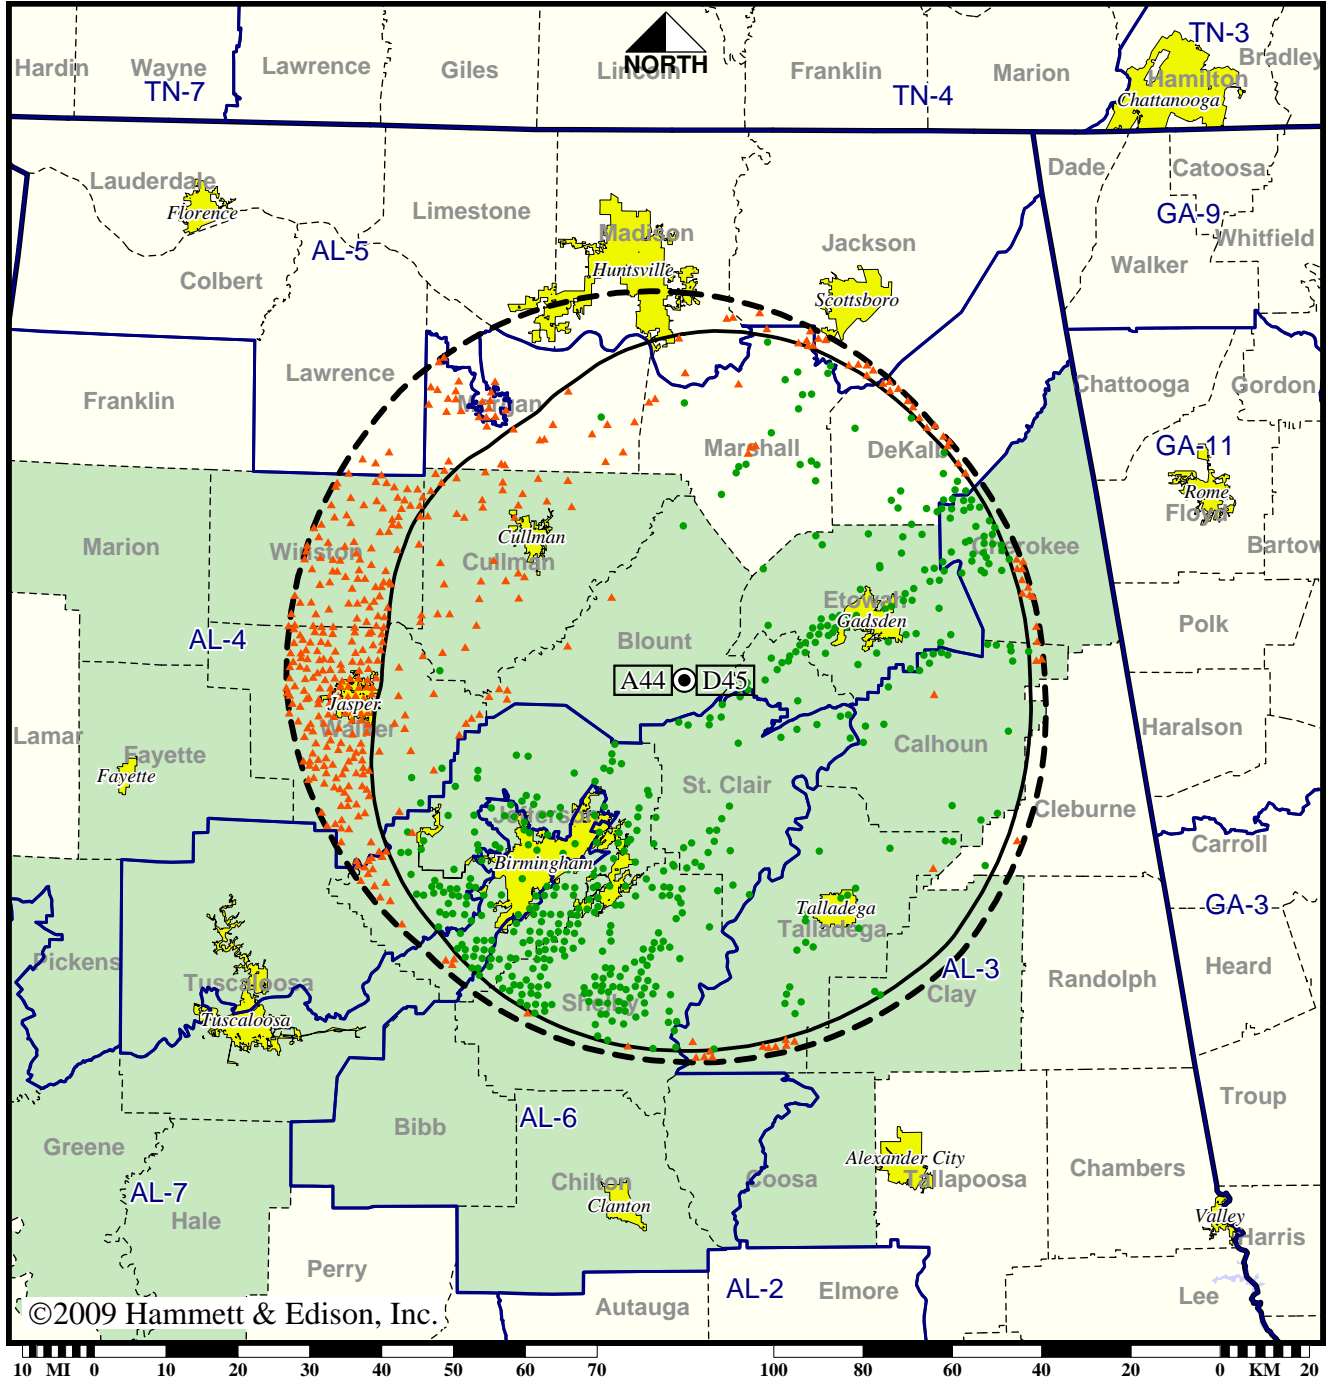 TN-3
Hardin
Wayne
Lawrence
Giles
Lincoln
NORTH
Franklin
Marion
Bradley
Hamilton
TN-7
TN-4
Chattanooga
Lauderdale
Florence
Limestone
Madison
Jackson
Dade
Catoosa
GA-9
Whitfield
AL-5
Colbert
Huntsville
Scottsboro
Walker
Lawrence
Franklin
Morgan
Chattooga
Gordon
Marshall
DeKalb
GA-11
Rome
Floyd
Marion
Winston
Cullman
Cullman
Cherokee
Bartow
AL-4
Blount
Etowah
Gadsden
Polk
A44
D45
Jasper
Walker
Lamar
Fayette
Fayette
Calhoun
Haralson
St. Clair
Jefferson
Cleburne
Carroll
Birmingham
Talladega
Talladega
GA-3
Pickens
Tuscaloosa
Tuscaloosa
Shelby
AL-3
Clay
Randolph
Heard
Troup
Bibb
AL-6
Greene
Alexander City
Tallapoosa
Chambers
AL-7
Hale
Chilton
Clanton
Coosa
Valley
Harris
Perry
AL-2
Elmore
Autauga
Lee
©2009 Hammett & Edison, Inc.
10 MI 0 10 20 30 40 50 60 70 100 80 60 40 20 0 KM 20